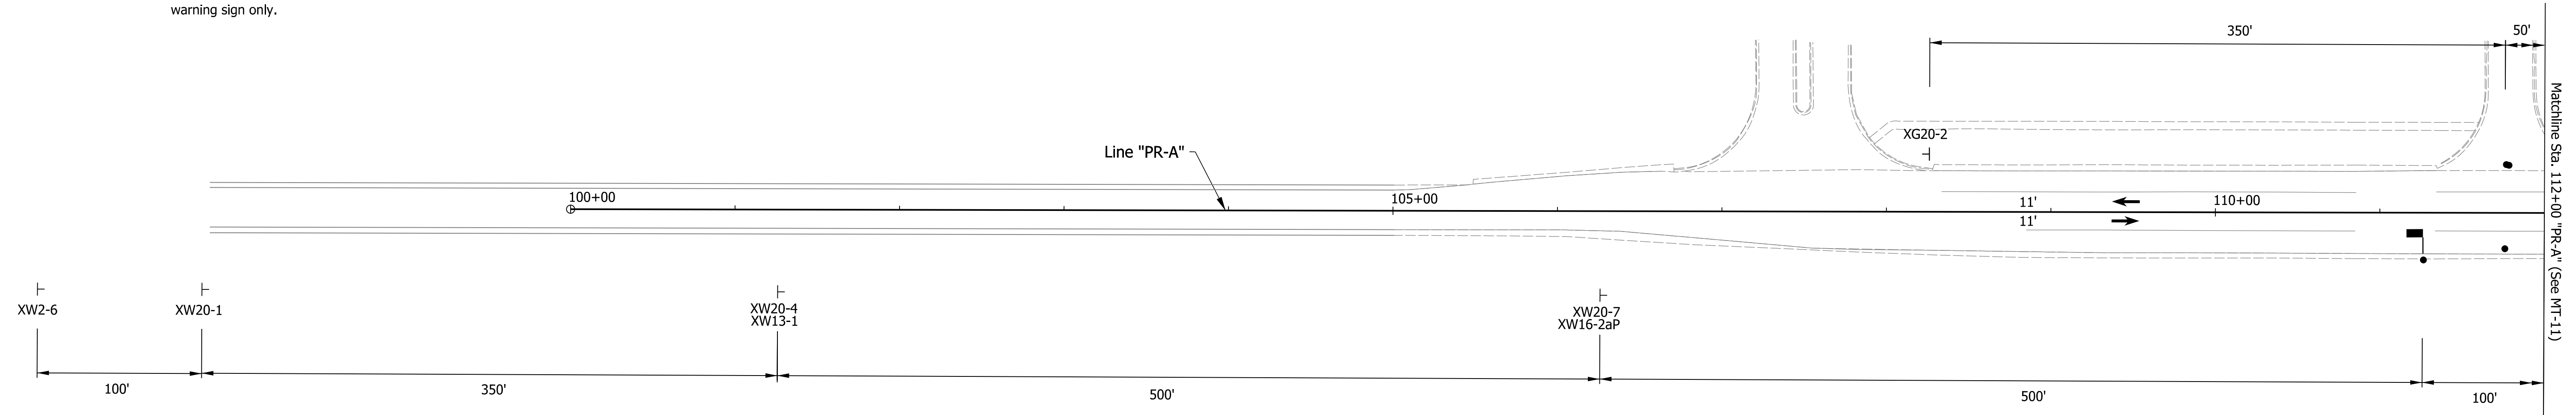 warning sign only.
350'
50'
XG20-2
Line "PR-A"
100+00
105+00
11'
110+00
11'
XW2-6
XW20-1
XW20-4
XW13-1
XW20-7
XW16-2aP
100'
350'
500'
500'
100'
Matchline Sta. 112+00 "PR-A" (See MT-11)